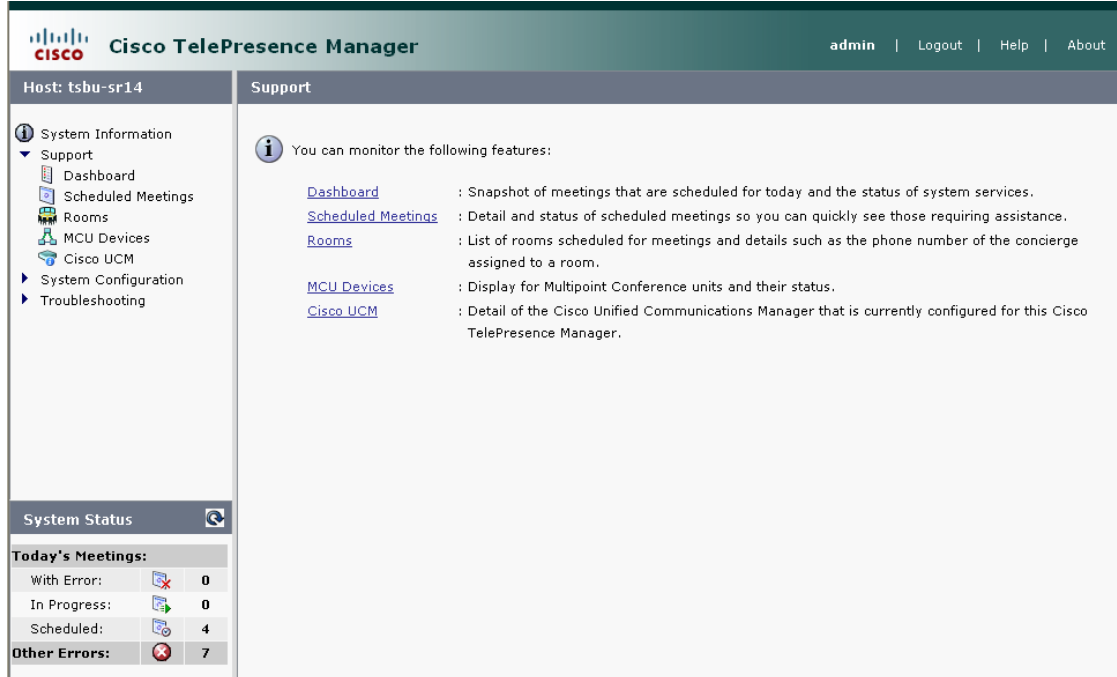 CISCO Cisco TelePresence Manager admin | Logout | Help | About
Host: tsbu-sr14
System Information
Support
Dashboard
Scheduled Meetings
Rooms
MCU Devices
Cisco UCM
System Configuration
Troubleshooting
System Status
Today's Meetings:
With Error: 0
In Progress: 0
Scheduled: 4
Other Errors: 7
Support
You can monitor the following features:
Dashboard : Snapshot of meetings that are scheduled for today and the status of system services.
Scheduled Meetings : Detail and status of scheduled meetings so you can quickly see those requiring assistance.
Rooms : List of rooms scheduled for meetings and details such as the phone number of the concierge
assigned to a room.
MCU Devices : Display for Multipoint Conference units and their status.
Cisco UCM : Detail of the Cisco Unified Communications Manager that is currently configured for this Cisco
TelePresence Manager.